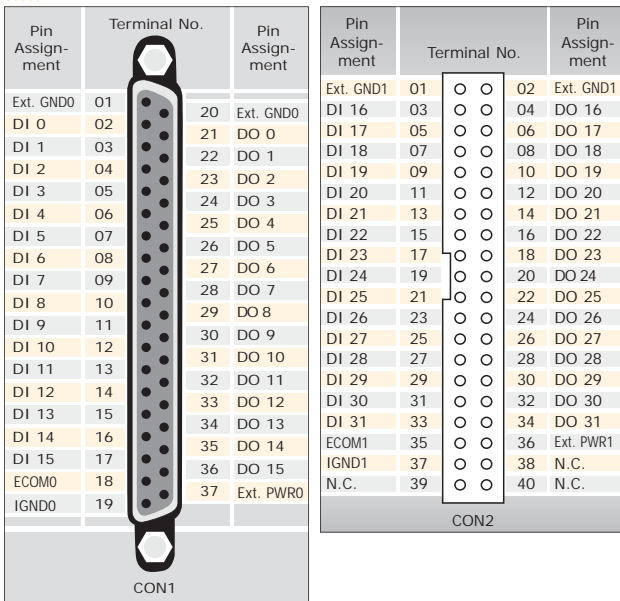 Pin Assign- ment Terminal No. Pin Assign- ment
Ext. GND0 01
20 Ext. GND0
DI 0 02
21 DO 0
DI 1 03
22 DO 1
DI 2 04
23 DO 2
DI 3 05
24 DO 3
DI 4 06
25 DO 4
DI 5 07
26 DO 5
DI 6 08
27 DO 6
DI 7 09
28 DO 7
DI 8 10
29 DO 8
DI 9 11
30 DO 9
DI 10 12
31 DO 10
DI 11 13
32 DO 11
DI 12 14
33 DO 12
DI 13 15
34 DO 13
DI 14 16
35 DO 14
DI 15 17
36 DO 15
ECOM0 18
37 Ext. PWR0
IGND0 19
CON1
Pin Assign- ment Terminal No. Pin Assign- ment
Ext. GND1 01 02 Ext. GND1
DI 16 03 04 DO 16
DI 17 05 06 DO 17
DI 18 07 08 DO 18
DI 19 09 10 DO 19
DI 20 11 12 DO 20
DI 21 13 14 DO 21
DI 22 15 16 DO 22
DI 23 17 18 DO 23
DI 24 19 20 DO 24
DI 25 21 22 DO 25
DI 26 23 24 DO 26
DI 27 25 26 DO 27
DI 28 27 28 DO 28
DI 29 29 30 DO 29
DI 30 31 32 DO 30
DI 31 33 34 DO 31
ECOM1 35 36 Ext. PWR1
IGND1 37 38 N.C.
N.C. 39 40 N.C.
CON2